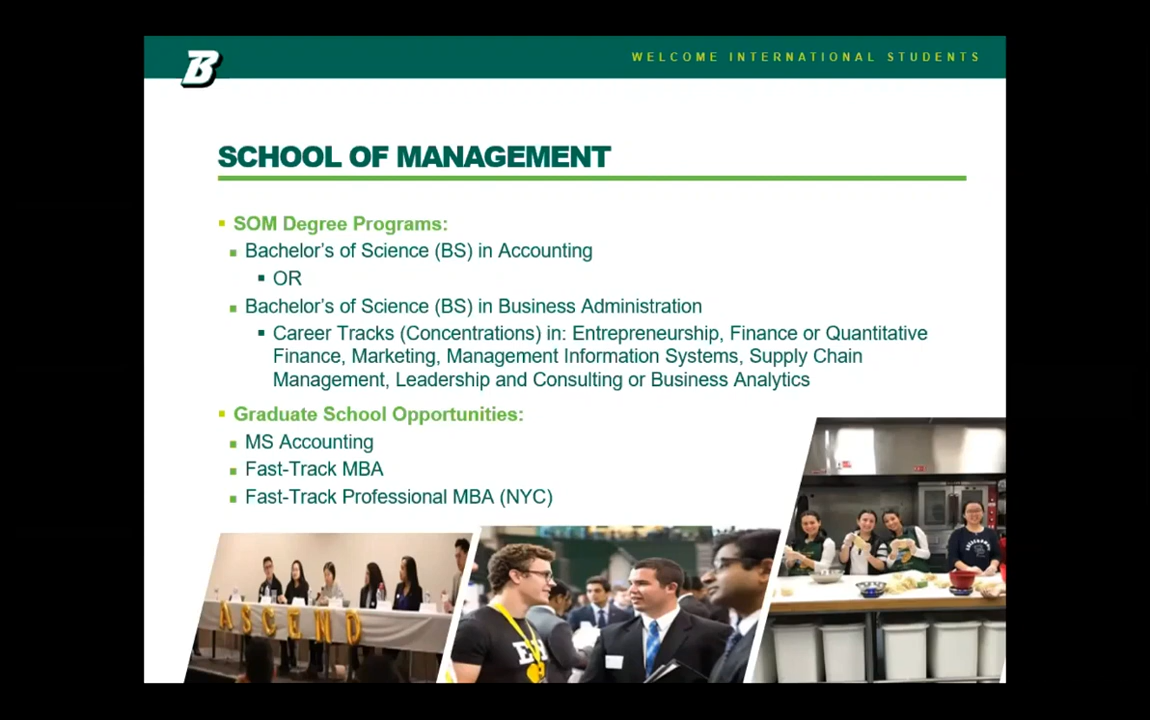 B
WELCOME INTERNATIONAL STUDENTS
SCHOOL OF MANAGEMENT
SOM Degree Programs:
Bachelor's of Science (BS) in Accounting
OR
Bachelor's of Science (BS) in Business Administration
Career Tracks (Concentrations) in: Entrepreneurship, Finance or Quantitative
Finance, Marketing, Management Information Systems, Supply Chain
Management, Leadership and Consulting or Business Analytics
Graduate School Opportunities:
MS Accounting
Fast-Track MBA
Fast-Track Professional MBA (NYC)
ASCEND